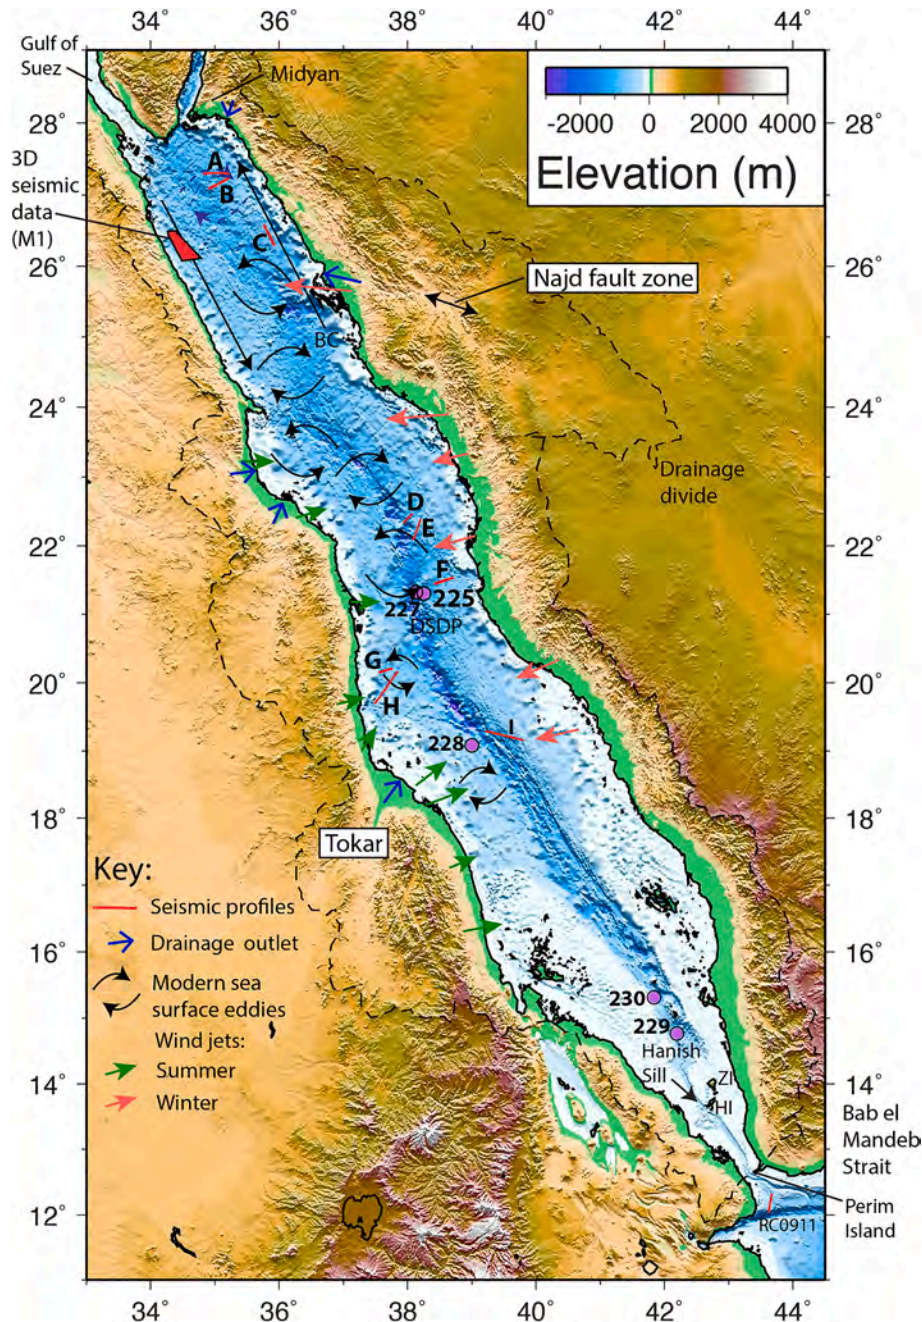 34° 36° 38° 40° 42° 44°
Gulf of
Suez
Midyan
-2000 0 2000 4000
Elevation (m)
28° 28°
3D
seismic
data
(M1)
A
B
C
26° 26°
Najd fault zone
BC
24° 24°
Drainage
divide
D
E
22° 22°
F
227 225
DSDP
G
20° 20°
H
I
228
18° 18°
Tokar
Key:
Seismic profiles
Drainage outlet
Modern sea
surface eddies
Wind jets:
Summer
Winter
16° 16°
230
229
Hanish
Sill
ZI
HI
14° 14°
Bab el
Mandeb
Strait
Perim
Island
RC0911
12° 12°
34° 36° 38° 40° 42° 44°